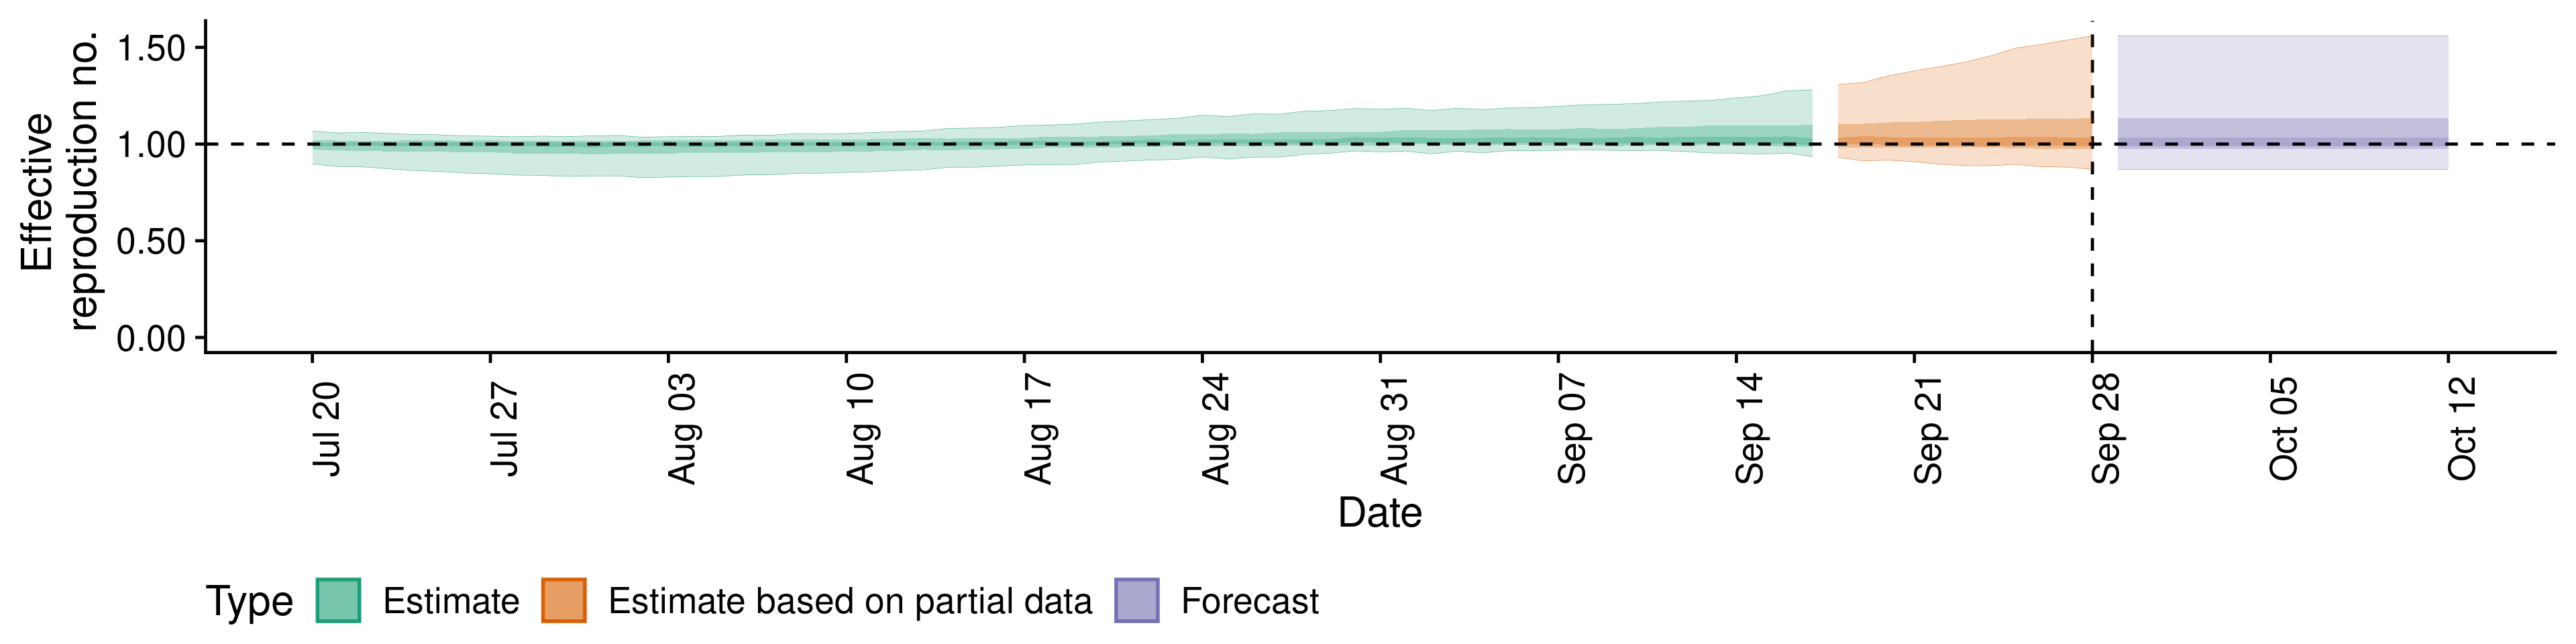 Effective
reproduction no.
1.50
1.00
0.50
0.00
Jul 20
Jul 27
Aug 03
Aug 10
Aug 17
Aug 24
Aug 31
Sep 07
Sep 14
Sep 21
Sep 28
Oct 05
Oct 12
Date
Type Estimate Estimate based on partial data Forecast